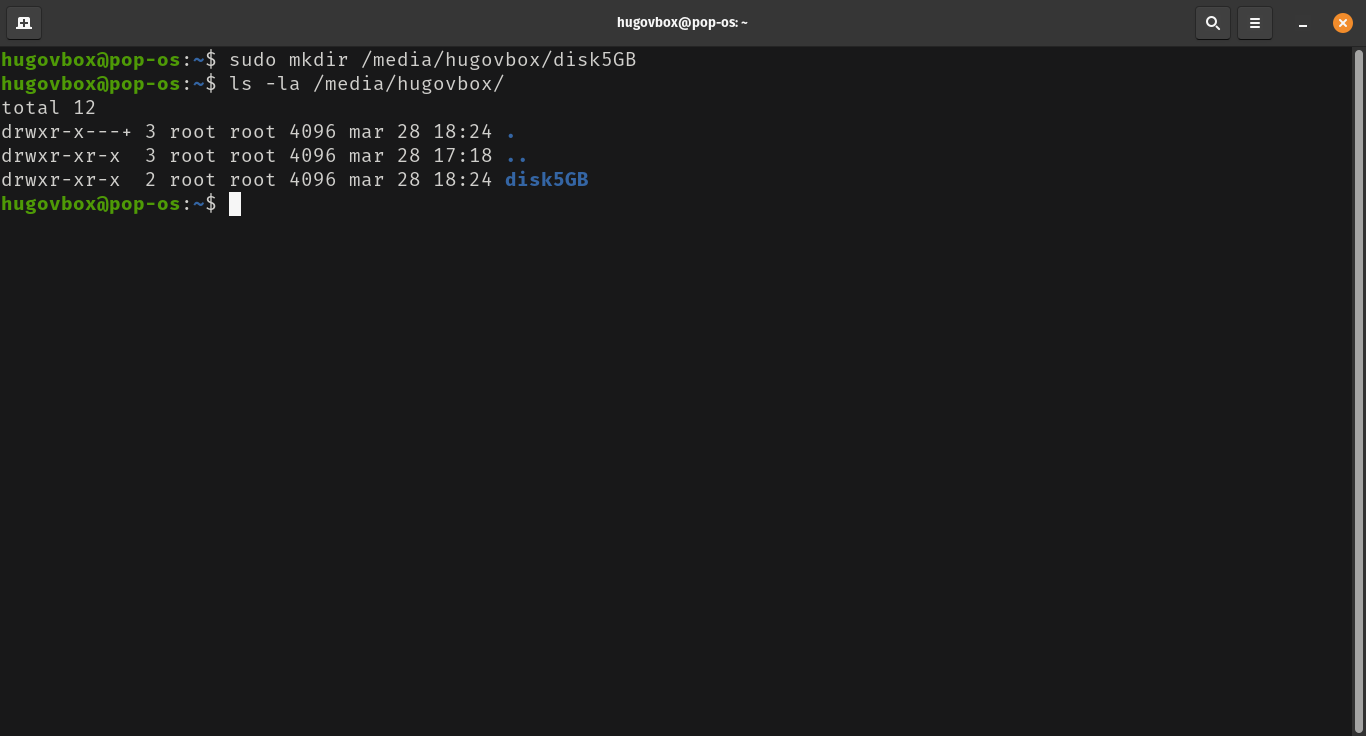 hugovbox@pop-os: ~
hugovbox@pop-os:~$ sudo mkdir /media/hugovbox/disk5GB
hugovbox@pop-os:~$ ls -la /media/hugovbox/
total 12
drwxr-x---+ 3 root root 4096 mar 28 18:24 .
drwxr-xr-x  3 root root 4096 mar 28 17:18 ..
drwxr-xr-x  2 root root 4096 mar 28 18:24 disk5GB
hugovbox@pop-os:~$